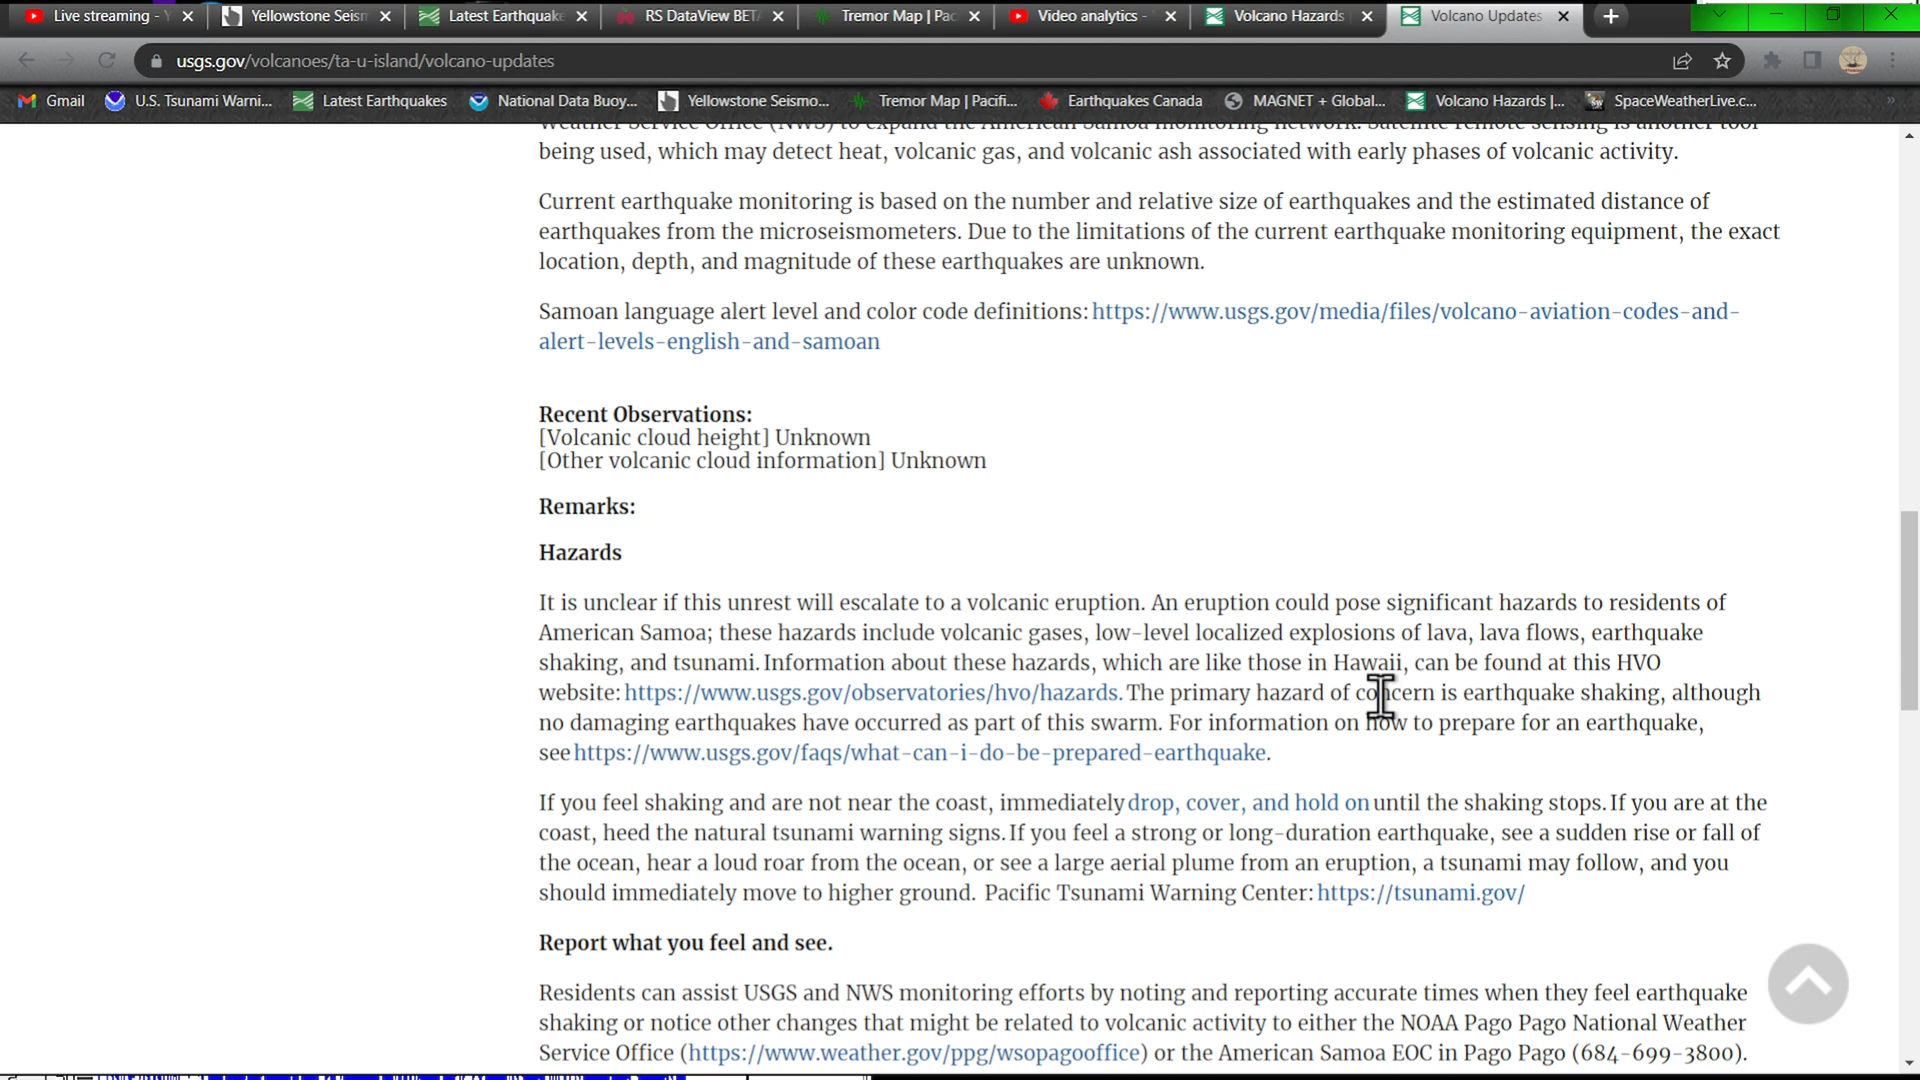 Live streaming - Y
Yellowstone Seism
Latest Earthquake
RS DataView BETA
Tremor Map | Pac
Video analytics -
Volcano Hazards
Volcano Updates
usgs.gov/volcanoes/ta-u-island/volcano-updates
Gmail
U.S. Tsunami Warni...
Latest Earthquakes
National Data Buoy...
Yellowstone Seismo...
Tremor Map | Pacifi...
Earthquakes Canada
MAGNET + Global...
Volcano Hazards |...
SpaceWeatherLive.c...
Weather Service Office (NWS) to expand the American Samoa monitoring network. Satellite remote sensing is another tool
being used, which may detect heat, volcanic gas, and volcanic ash associated with early phases of volcanic activity.
Current earthquake monitoring is based on the number and relative size of earthquakes and the estimated distance of
earthquakes from the microseismometers. Due to the limitations of the current earthquake monitoring equipment, the exact
location, depth, and magnitude of these earthquakes are unknown.
Samoan language alert level and color code definitions: https://www.usgs.gov/media/files/volcano-aviation-codes-and-
alert-levels-english-and-samoan
Recent Observations:
[Volcanic cloud height] Unknown
[Other volcanic cloud information] Unknown
Remarks:
Hazards
It is unclear if this unrest will escalate to a volcanic eruption. An eruption could pose significant hazards to residents of
American Samoa; these hazards include volcanic gases, low-level localized explosions of lava, lava flows, earthquake
shaking, and tsunami. Information about these hazards, which are like those in Hawaii, can be found at this HVO
website: https://www.usgs.gov/observatories/hvo/hazards. The primary hazard of concern is earthquake shaking, although
no damaging earthquakes have occurred as part of this swarm. For information on how to prepare for an earthquake,
see https://www.usgs.gov/faqs/what-can-i-do-be-prepared-earthquake.
If you feel shaking and are not near the coast, immediately drop, cover, and hold on until the shaking stops. If you are at the
coast, heed the natural tsunami warning signs. If you feel a strong or long-duration earthquake, see a sudden rise or fall of
the ocean, hear a loud roar from the ocean, or see a large aerial plume from an eruption, a tsunami may follow, and you
should immediately move to higher ground. Pacific Tsunami Warning Center: https://tsunami.gov/
Report what you feel and see.
Residents can assist USGS and NWS monitoring efforts by noting and reporting accurate times when they feel earthquake
shaking or notice other changes that might be related to volcanic activity to either the NOAA Pago Pago National Weather
Service Office (https://www.weather.gov/ppg/wsopagooffice) or the American Samoa EOC in Pago Pago (684-699-3800).